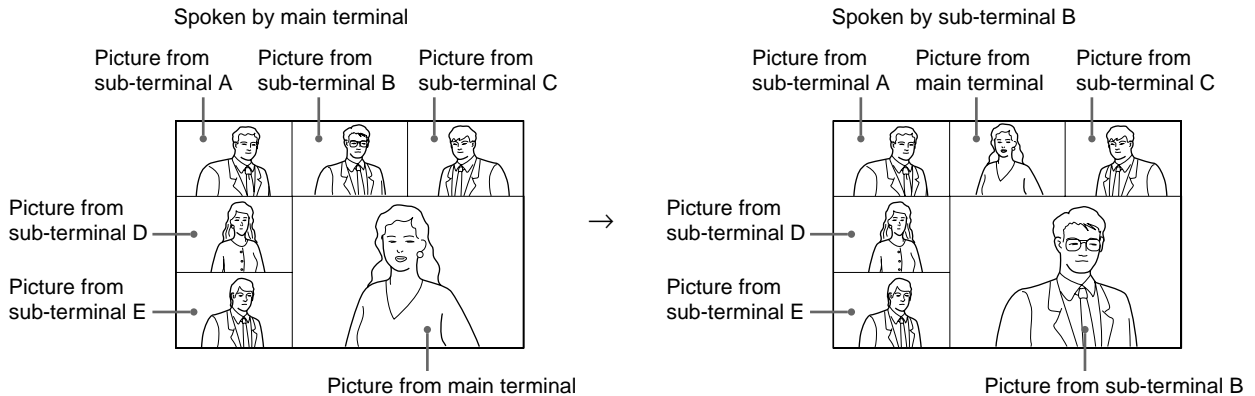 Spoken by main terminal
Picture from
sub-terminal A
Picture from
sub-terminal B
Picture from
sub-terminal C
Picture from
sub-terminal D
Picture from
sub-terminal E
Picture from main terminal
→
Spoken by sub-terminal B
Picture from
sub-terminal A
Picture from
main terminal
Picture from
sub-terminal C
Picture from
sub-terminal D
Picture from
sub-terminal E
Picture from sub-terminal B